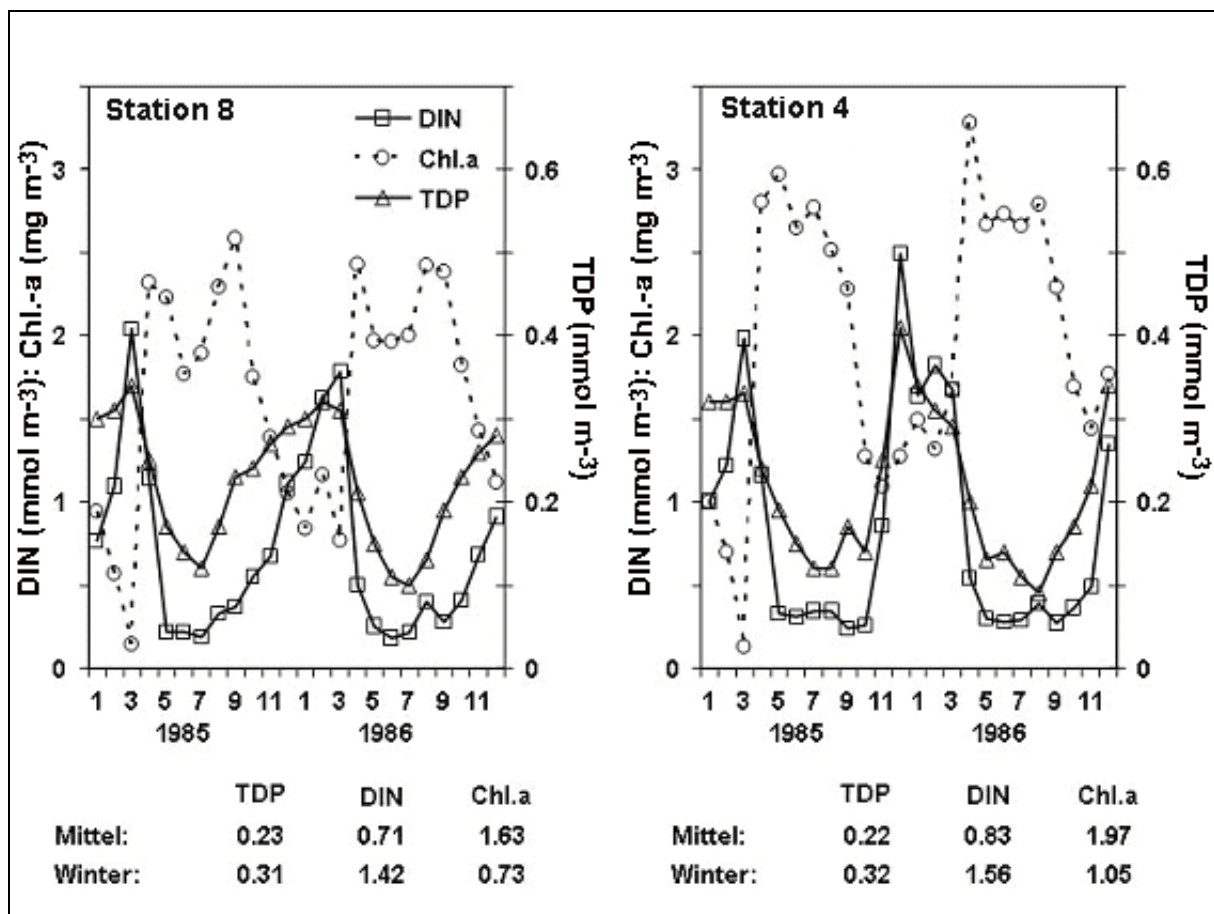 Station 8
DIN
Chl.a
TDP
DIN (mmol m-3): Chl.-a (mg m-3)
3
2
1
0
0.6
0.4
0.2
0
TDP (mmol m-3)
1 3 5 7 9 11 1 3 5 7 9 11
1985 1986
TDP DIN Chl.a
Mittel: 0.23 0.71 1.63
Winter: 0.31 1.42 0.73
Station 4
DIN (mmol m-3): Chl.-a (mg m-3)
3
2
1
0
0.6
0.4
0.2
0
TDP (mmol m-3)
1 3 5 7 9 11 1 3 5 7 9 11
1985 1986
TDP DIN Chl.a
Mittel: 0.22 0.83 1.97
Winter: 0.32 1.56 1.05